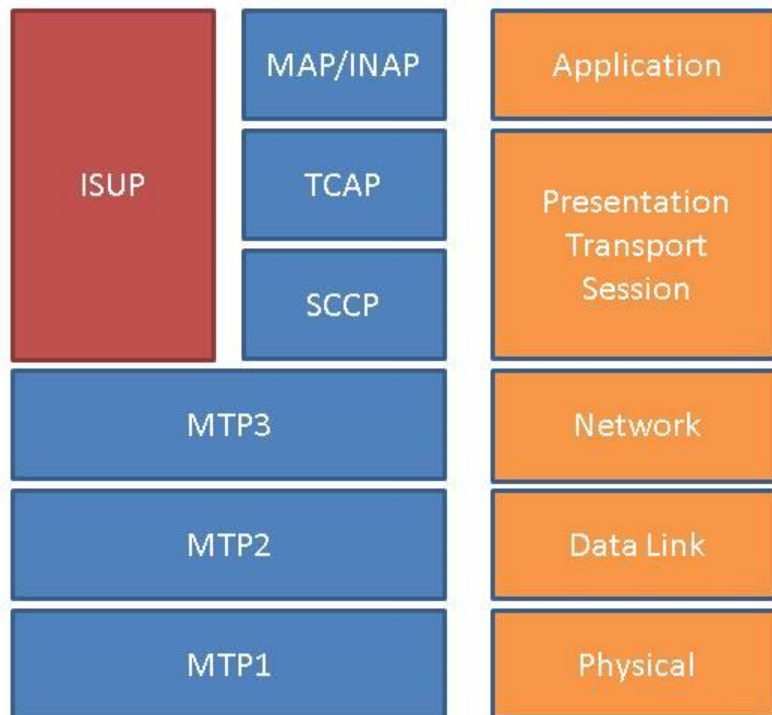 ISUP
MAP/INAP
Application
TCAP
Presentation
Transport
Session
SCCP
MTP3
Network
MTP2
Data Link
MTP1
Physical